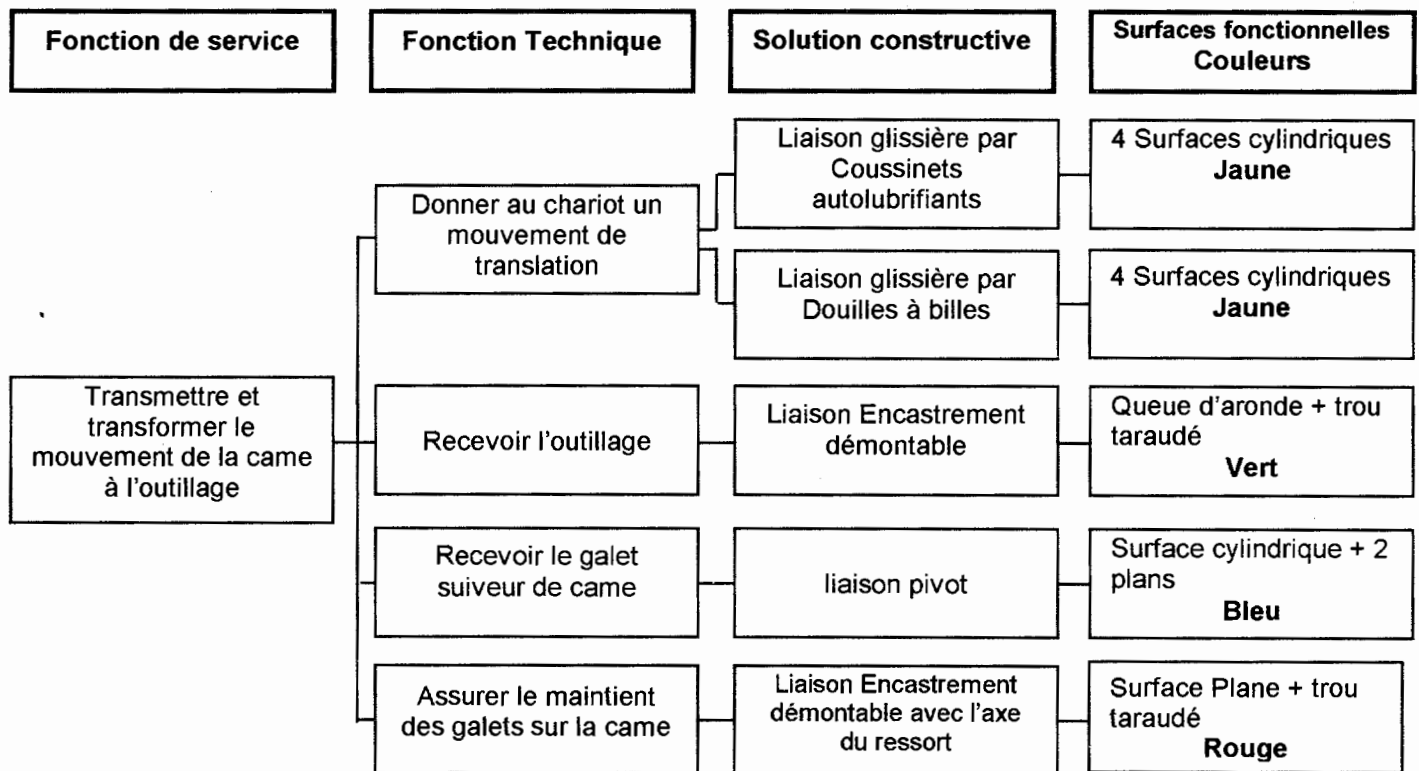 Fonction de service
Fonction Technique
Solution constructive
Surfaces fonctionnelles
Couleurs
Liaison glissière par
Coussinets
autolubrifiants
4 Surfaces cylindriques
Jaune
Donner au chariot un
mouvement de
translation
Liaison glissière par
Douilles à billes
4 Surfaces cylindriques
Jaune
Transmettre et
transformer le
mouvement de la came
à l'outillage
Recevoir l'outillage
Liaison Encastrement
démontable
Queue d'aronde + trou
taraudé
Vert
Recevoir le galet
suiveur de came
liaison pivot
Surface cylindrique + 2
plans
Bleu
Assurer le maintient
des galets sur la came
Liaison Encastrement
démontable avec l'axe
du ressort
Surface Plane + trou
taraudé
Rouge